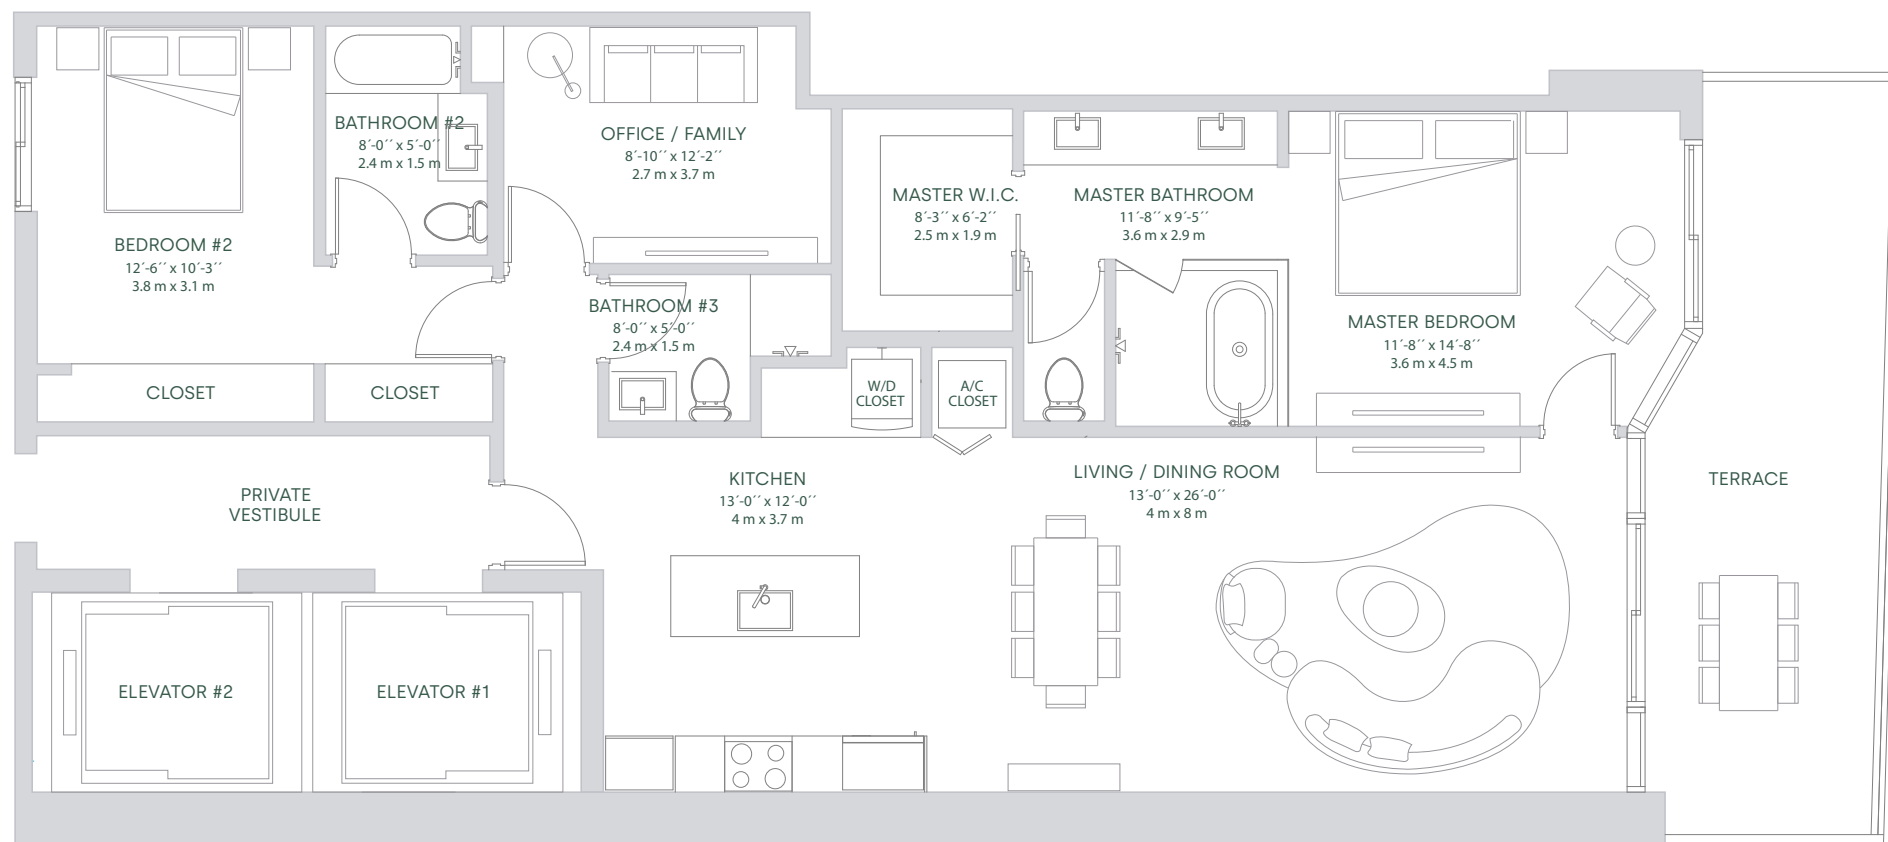 BATHROOM #2
8´-0´´ x 5´-0´´
2.4 m x 1.5 m
OFFICE / FAMILY
8´-10´´ x 12´-2´´
2.7 m x 3.7 m
MASTER W.I.C.
8´-3´´ x 6´-2´´
2.5 m x 1.9 m
MASTER BATHROOM
11´-8´´ x 9´-5´´
3.6 m x 2.9 m
BEDROOM #2
12´-6´´ x 10´-3´´
3.8 m x 3.1 m
BATHROOM #3
8´-0´´ x 5´-0´´
2.4 m x 1.5 m
MASTER BEDROOM
11´-8´´ x 14´-8´´
3.6 m x 4.5 m
CLOSET
CLOSET
W/D
CLOSET
A/C
CLOSET
PRIVATE
VESTIBULE
KITCHEN
13´-0´´ x 12´-0´´
4 m x 3.7 m
LIVING / DINING ROOM
13´-0´´ x 26´-0´´
4 m x 8 m
TERRACE
ELEVATOR #2
ELEVATOR #1